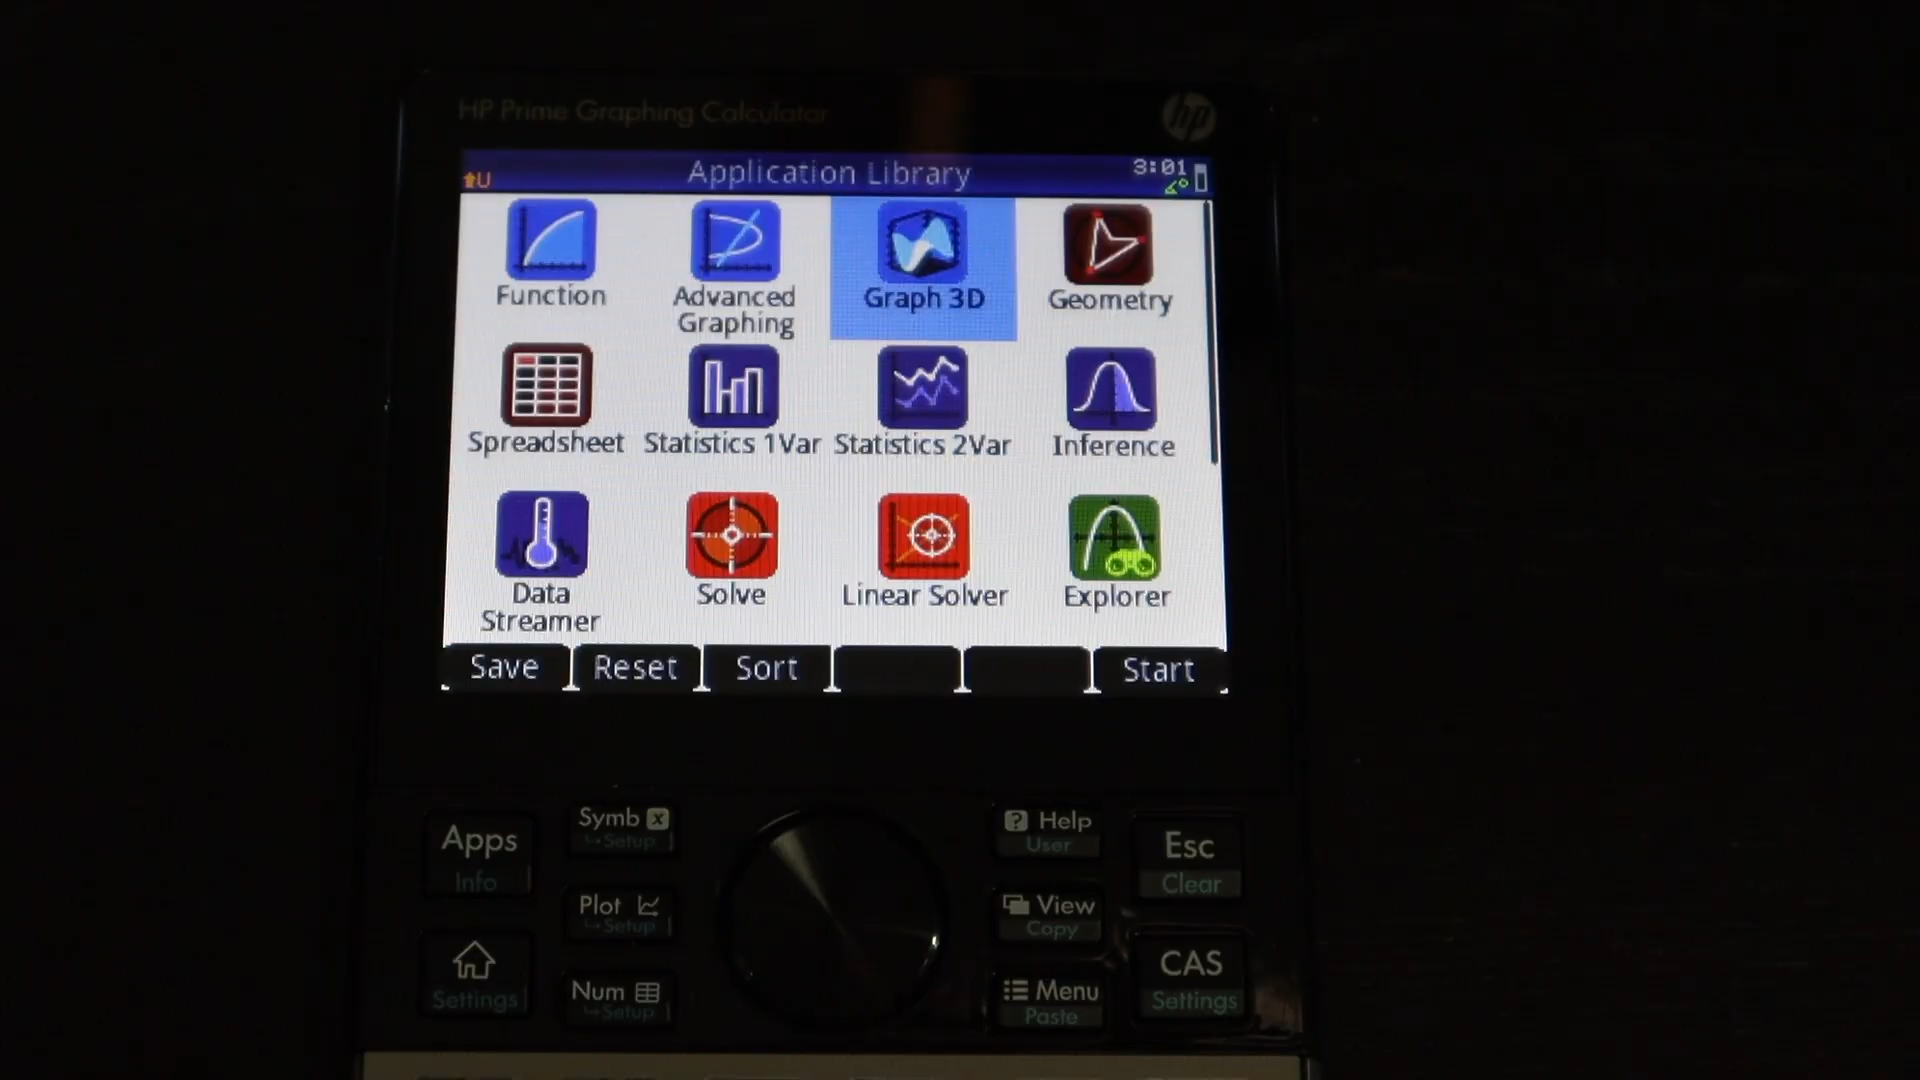 HP Prime Graphing Calculator
hp
U
Application Library
3:01
Function
Advanced
Graphing
Graph 3D
Geometry
Spreadsheet
Statistics 1Var
Statistics 2Var
Inference
Data
Streamer
Solve
Linear Solver
Explorer
Save
Reset
Sort
Start
Apps
Info
Symb
Setup
Help
User
Esc
Clear
Plot
Setup
View
Copy
Settings
Num
Setup
Menu
Paste
CAS
Settings